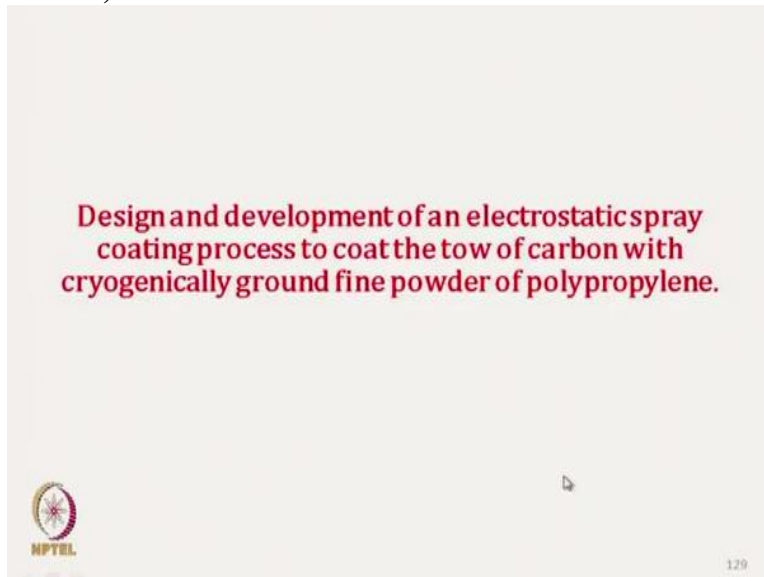 Design and development of an electrostatic spray
coating process to coat the tow of carbon with
cryogenically ground fine powder of polypropylene.
NPTEL
129